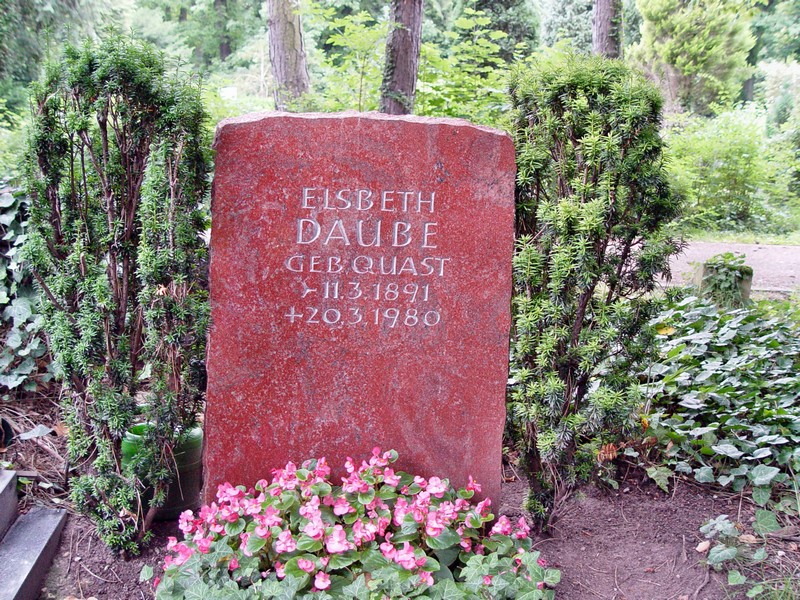 ELSBETH
DAUBE
GEB QUAST
11.3.1891
+20.3.1980